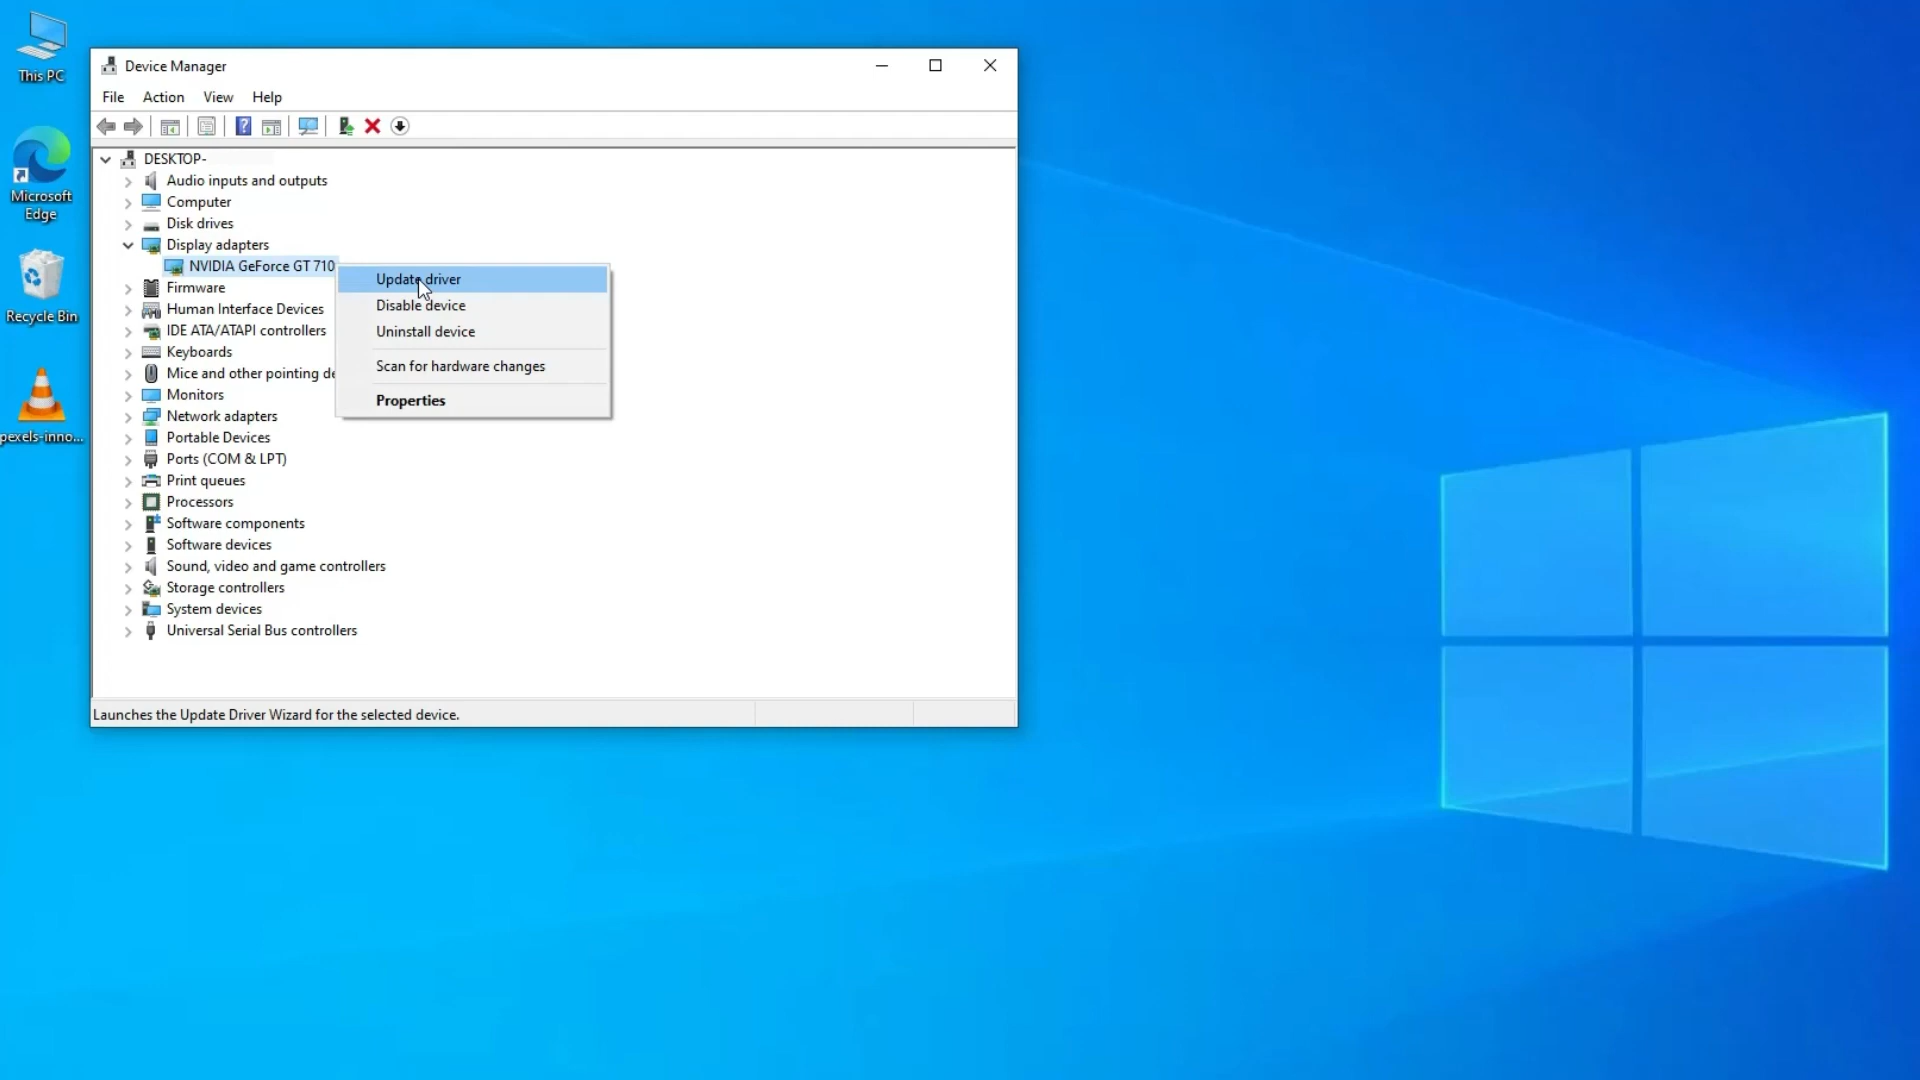 This PC
Microsoft
Edge
Recycle Bin
pexels-inno...
Device Manager
File Action View Help
DESKTOP-
Audio inputs and outputs
Computer
Disk drives
Display adapters
NVIDIA GeForce GT 710
Firmware
Human Interface Devices
IDE ATA/ATAPI controllers
Keyboards
Mice and other pointing de
Monitors
Network adapters
Portable Devices
Ports (COM & LPT)
Print queues
Processors
Software components
Software devices
Sound, video and game controllers
Storage controllers
System devices
Universal Serial Bus controllers
Update driver
Disable device
Uninstall device
Scan for hardware changes
Properties
Launches the Update Driver Wizard for the selected device.